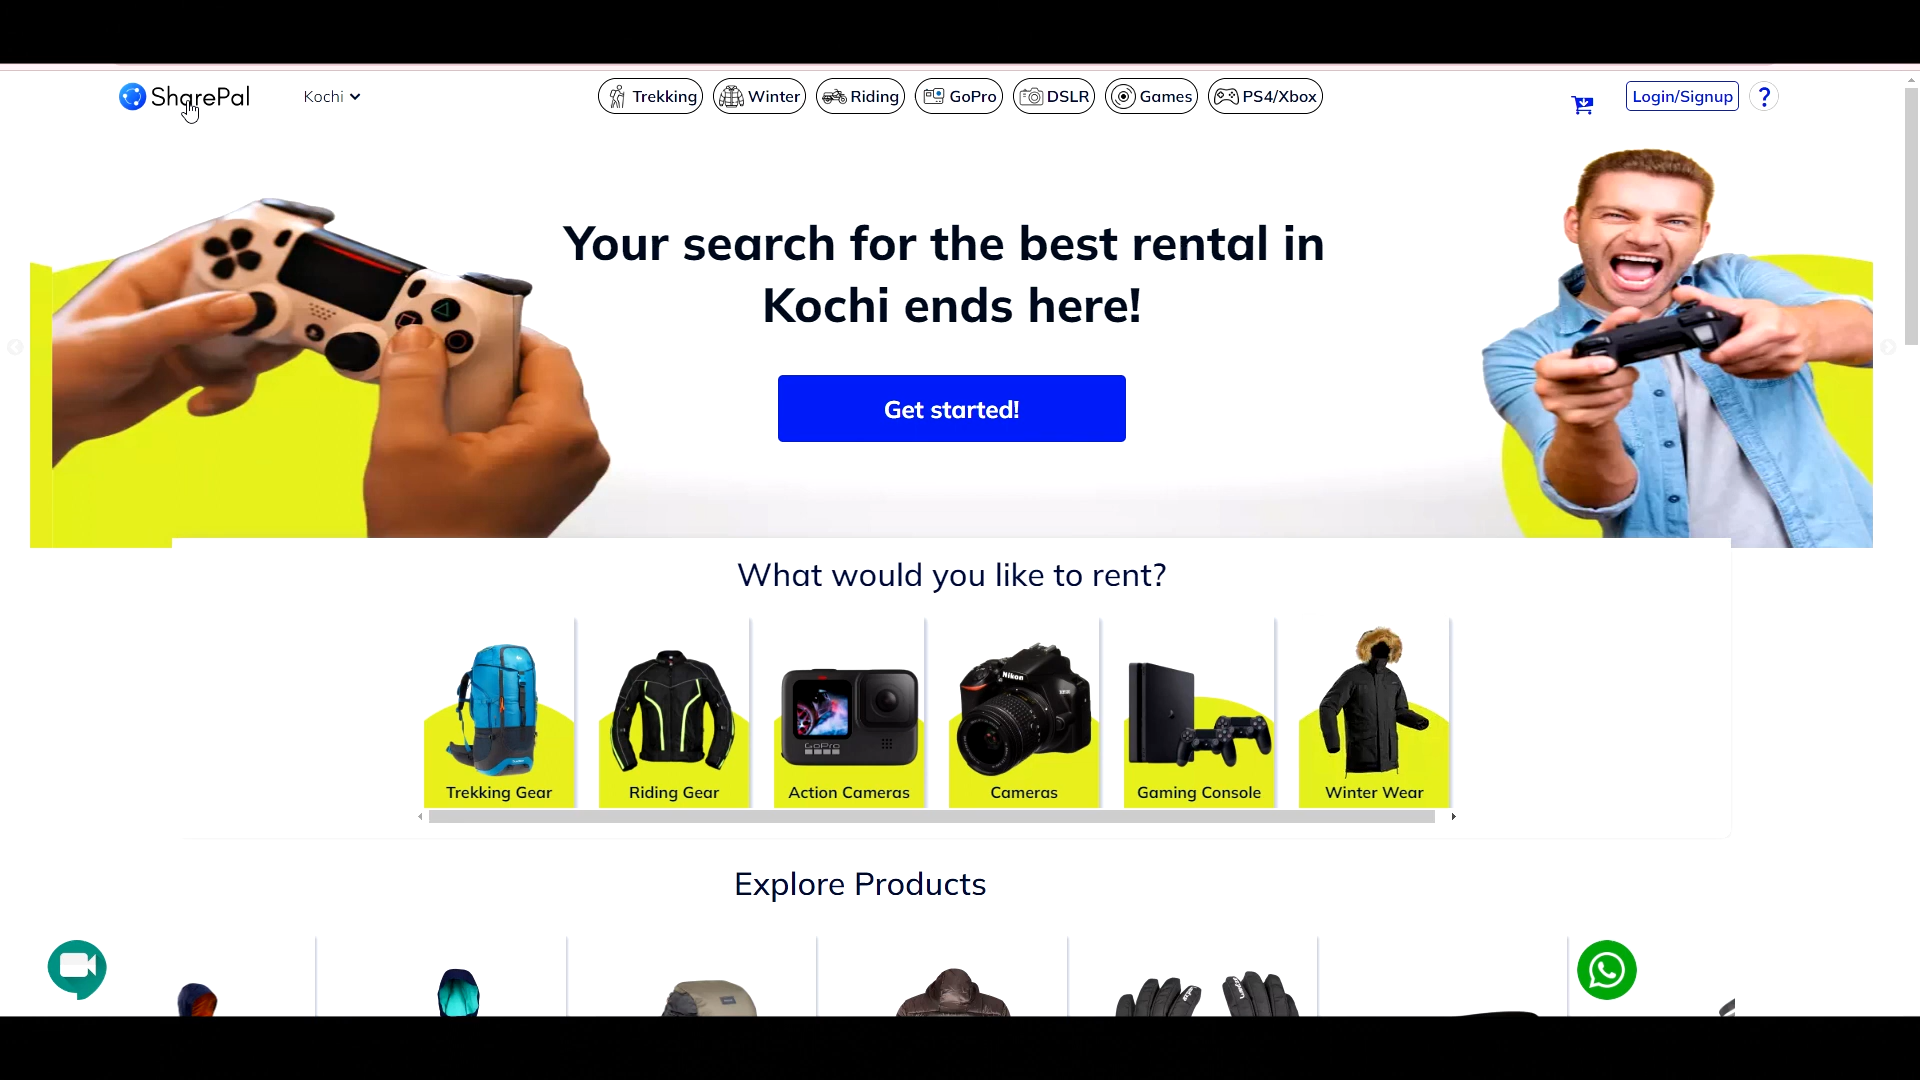 SharePal
Kochi
Trekking
Winter
Riding
GoPro
DSLR
Games
PS4/Xbox
Login/Signup
?
Your search for the best rental in
Kochi ends here!
Get started!
What would you like to rent?
Nikon
GoPro
Trekking Gear
Riding Gear
Action Cameras
Cameras
Gaming Console
Winter Wear
Explore Products